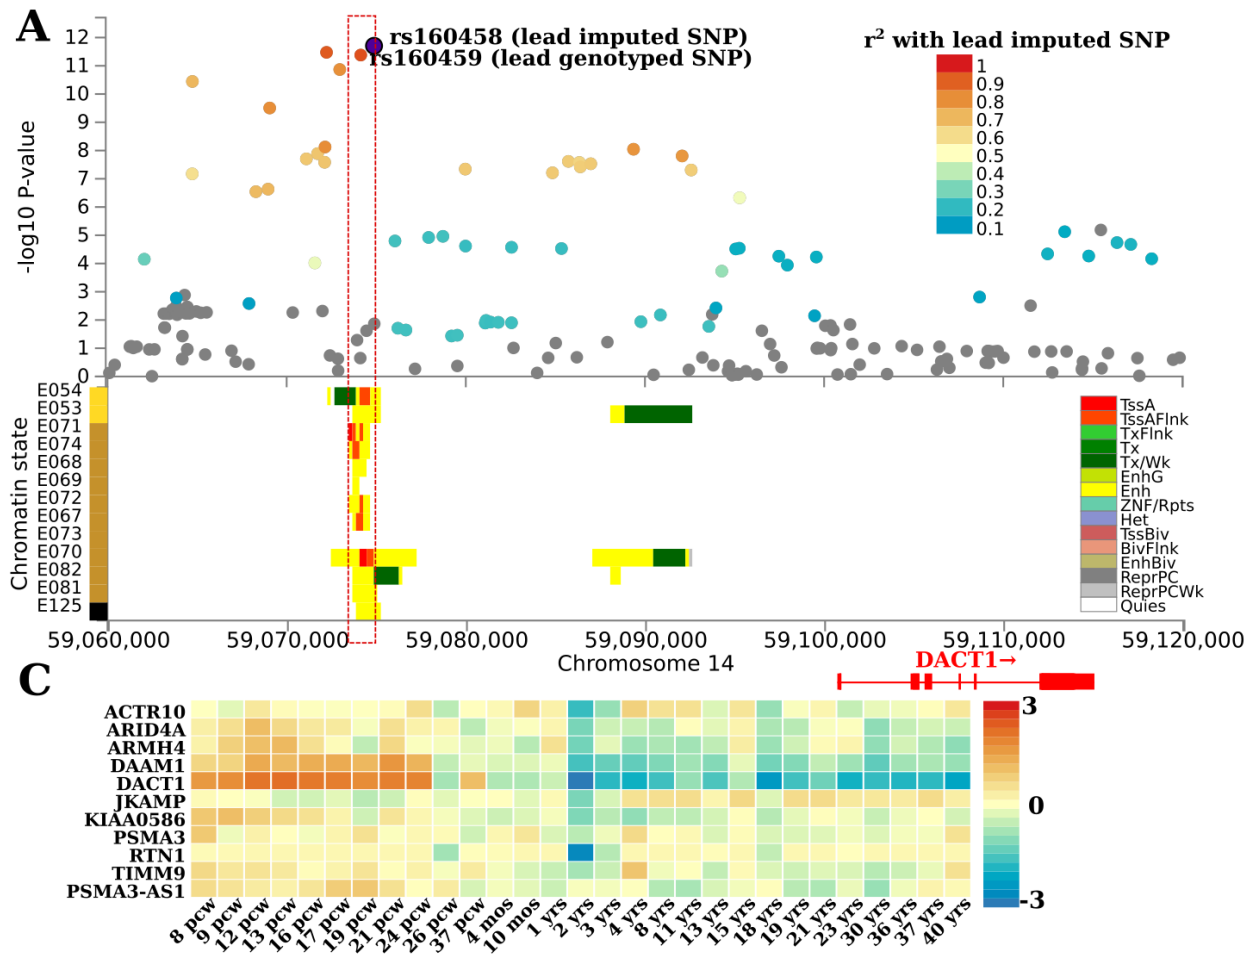 A
rs160458 (lead imputed SNP)
rs160459 (lead genotyped SNP)
r² with lead imputed SNP
1
0.9
0.8
0.7
0.6
0.5
0.4
0.3
0.2
0.1
-log10 P-value
12
11
10
9
8
7
6
5
4
3
2
1
0
Chromatin state
E054
E053
E071
E074
E068
E069
E072
E067
E073
E070
E082
E081
E125
TssA
TssAFlnk
TxFlnk
Tx
Tx/Wk
EnhG
Enh
ZNF/Rpts
Het
TssBiv
BivFlnk
EnhBiv
ReprPC
ReprPCWk
Quies
59,060,000 59,070,000 59,080,000 59,090,000 59,100,000 59,110,000 59,120,000
Chromosome 14
DACT1→
C
ACTR10
ARID4A
ARMH4
DAAM1
DACT1
JKAMP
KIAA0586
PSMA3
RTN1
TIMM9
PSMA3-AS1
3
0
-3
8 pcw
9 pcw
12 pcw
13 pcw
16 pcw
17 pcw
19 pcw
21 pcw
24 pcw
26 pcw
37 pcw
4 mos
10 mos
1 yrs
2 yrs
3 yrs
4 yrs
8 yrs
11 yrs
13 yrs
15 yrs
18 yrs
19 yrs
21 yrs
23 yrs
30 yrs
36 yrs
37 yrs
40 yrs